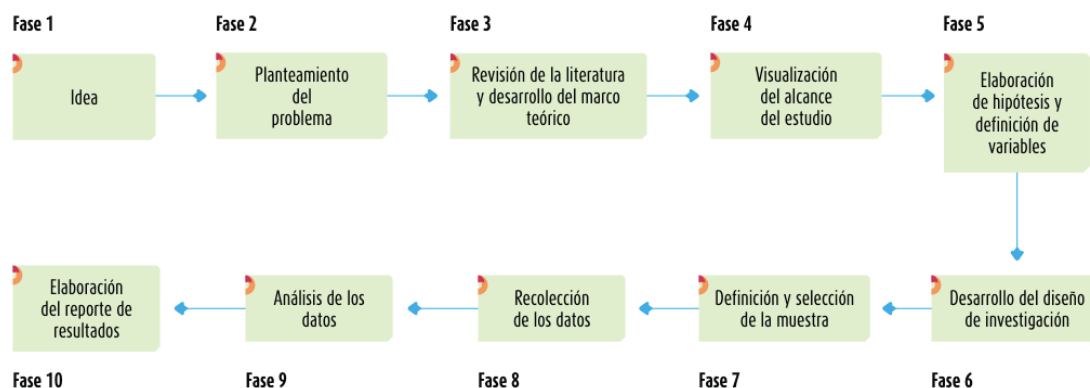 Fase 1
Idea
Fase 2
Planteamiento
del
problema
Fase 3
Revisión de la literatura
y desarrollo del marco
teórico
Fase 4
Visualización
del alcance
del estudio
Fase 5
Elaboración
de hipótesis y
definición de
variables
Desarrollo del diseño
de investigación
Fase 6
Definición y selección
de la muestra
Fase 7
Recolección
de los datos
Fase 8
Análisis de los
datos
Fase 9
Elaboración
del reporte de
resultados
Fase 10